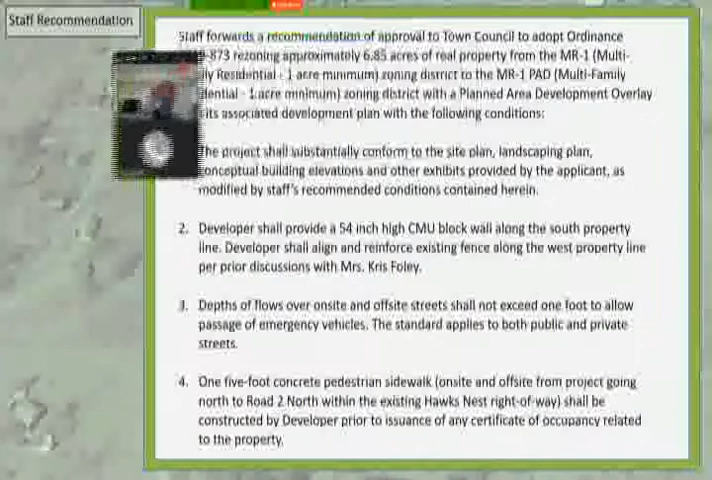 Staff Recommendation
Staff forwards a recommendation of approval to Town Council to adopt Ordinance
-873 rezoning approximately 6.85 acres of real property from the MR-1 (Multi-
ly Residential - 1 acre minimum) zoning district to the MR-1 PAD (Multi-Family
dential - 1 acre minimum) zoning district with a Planned Area Development Overlay
its associated development plan with the following conditions:
The project shall substantially conform to the site plan, landscaping plan,
conceptual building elevations and other exhibits provided by the applicant, as
modified by staff's recommended conditions contained herein.
2. Developer shall provide a 54 inch high CMU block wall along the south property
line. Developer shall align and reinforce existing fence along the west property line
per prior discussions with Mrs. Kris Foley.
3. Depths of flows over onsite and offsite streets shall not exceed one foot to allow
passage of emergency vehicles. The standard applies to both public and private
streets.
4. One five-foot concrete pedestrian sidewalk (onsite and offsite from project going
north to Road 2 North within the existing Hawks Nest right-of-way) shall be
constructed by Developer prior to issuance of any certificate of occupancy related
to the property.